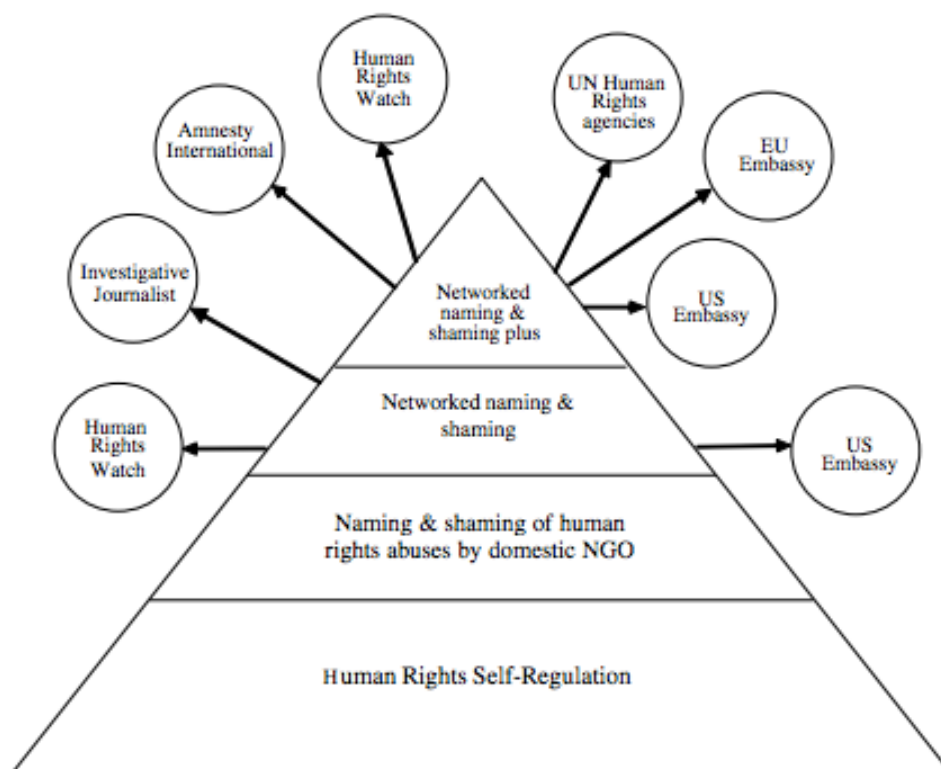 Human
Rights
Watch
UN Human
Rights
agencies
Amnesty
International
EU
Embassy
Investigative
Journalist
US
Embassy
Networked
naming &
shaming plus
Human
Rights
Watch
Networked naming &
shaming
US
Embassy
Naming & shaming of human
rights abuses by domestic NGO
Human Rights Self-Regulation